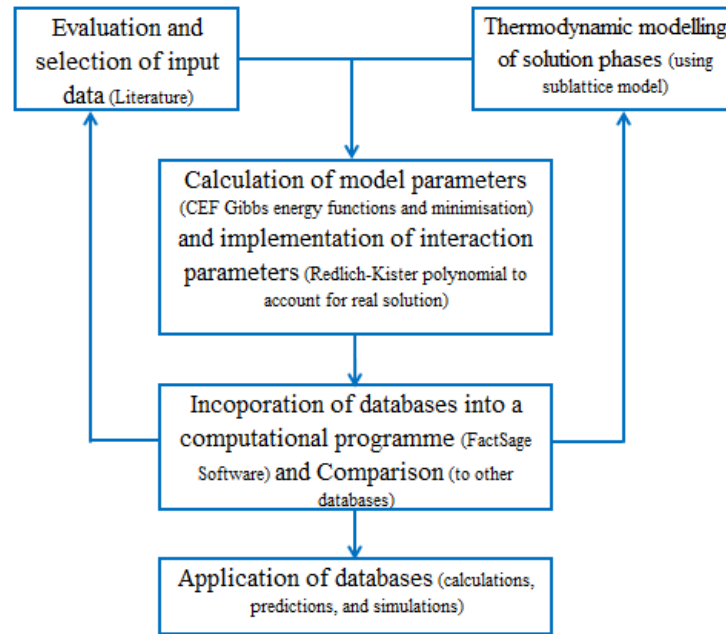 Evaluation and
selection of input
data (Literature)
Thermodynamic modelling
of solution phases (using
sublattice model)
Calculation of model parameters
(CEF Gibbs energy functions and minimisation)
and implementation of interaction
parameters (Redlich-Kister polynomial to
account for real solution)
Incoporation of databases into a
computational programme (FactSage
Software) and Comparison (to other
databases)
Application of databases (calculations,
predictions, and simulations)